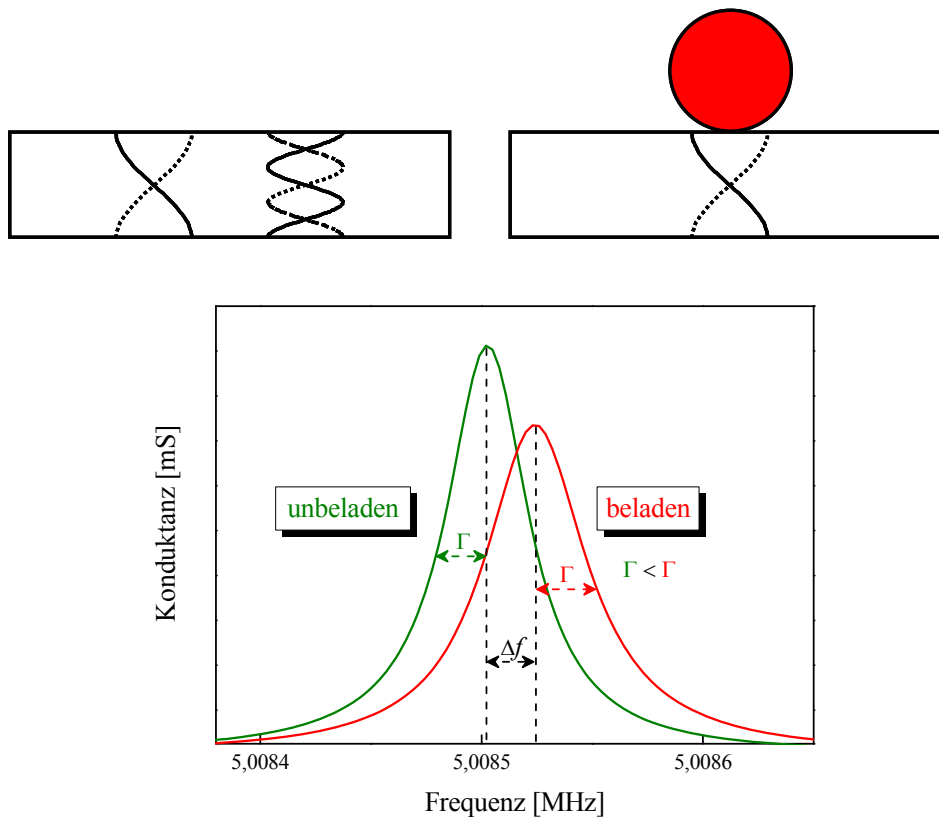 Konduktanz [mS]
unbeladen
beladen
Γ
Γ
Γ < Γ
Δf
5,0084
5,0085
5,0086
Frequenz [MHz]